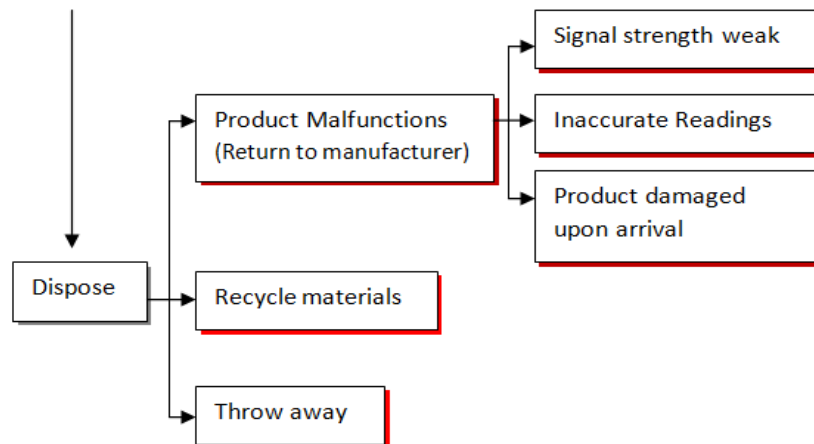 Signal strength weak
Product Malfunctions
(Return to manufacturer)
Inaccurate Readings
Product damaged
upon arrival
Dispose
Recycle materials
Throw away